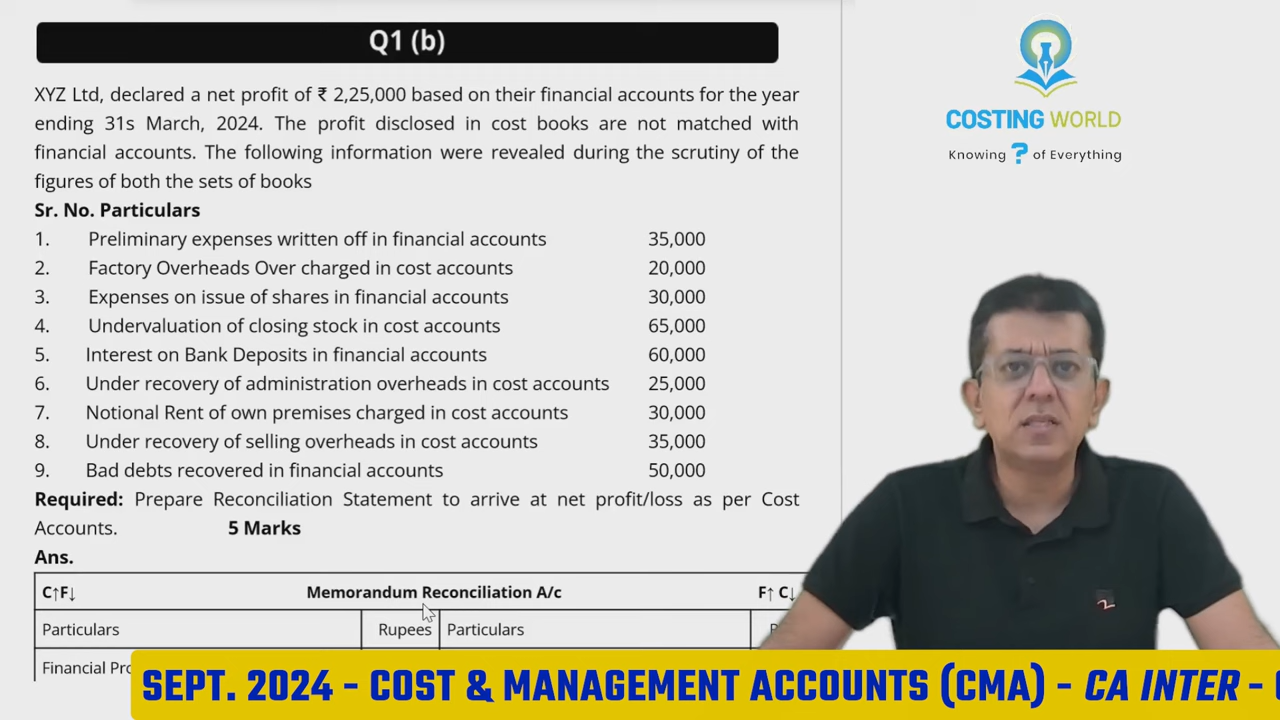 Q1 (b)
XYZ Ltd, declared a net profit of ₹ 2,25,000 based on their financial accounts for the year
ending 31s March, 2024. The profit disclosed in cost books are not matched with
financial accounts. The following information were revealed during the scrutiny of the
figures of both the sets of books
Sr. No. Particulars
1. Preliminary expenses written off in financial accounts 35,000
2. Factory Overheads Over charged in cost accounts 20,000
3. Expenses on issue of shares in financial accounts 30,000
4. Undervaluation of closing stock in cost accounts 65,000
5. Interest on Bank Deposits in financial accounts 60,000
6. Under recovery of administration overheads in cost accounts 25,000
7. Notional Rent of own premises charged in cost accounts 30,000
8. Under recovery of selling overheads in cost accounts 35,000
9. Bad debts recovered in financial accounts 50,000
Required: Prepare Reconciliation Statement to arrive at net profit/loss as per Cost
Accounts. 5 Marks
Ans.
C↑F↓ Memorandum Reconciliation A/c F↑ C↓
Particulars Rupees Particulars
Financial
COSTING WORLD
Knowing ? of Everything
SEPT. 2024 - COST & MANAGEMENT ACCOUNTS (CMA) - CA INTER -